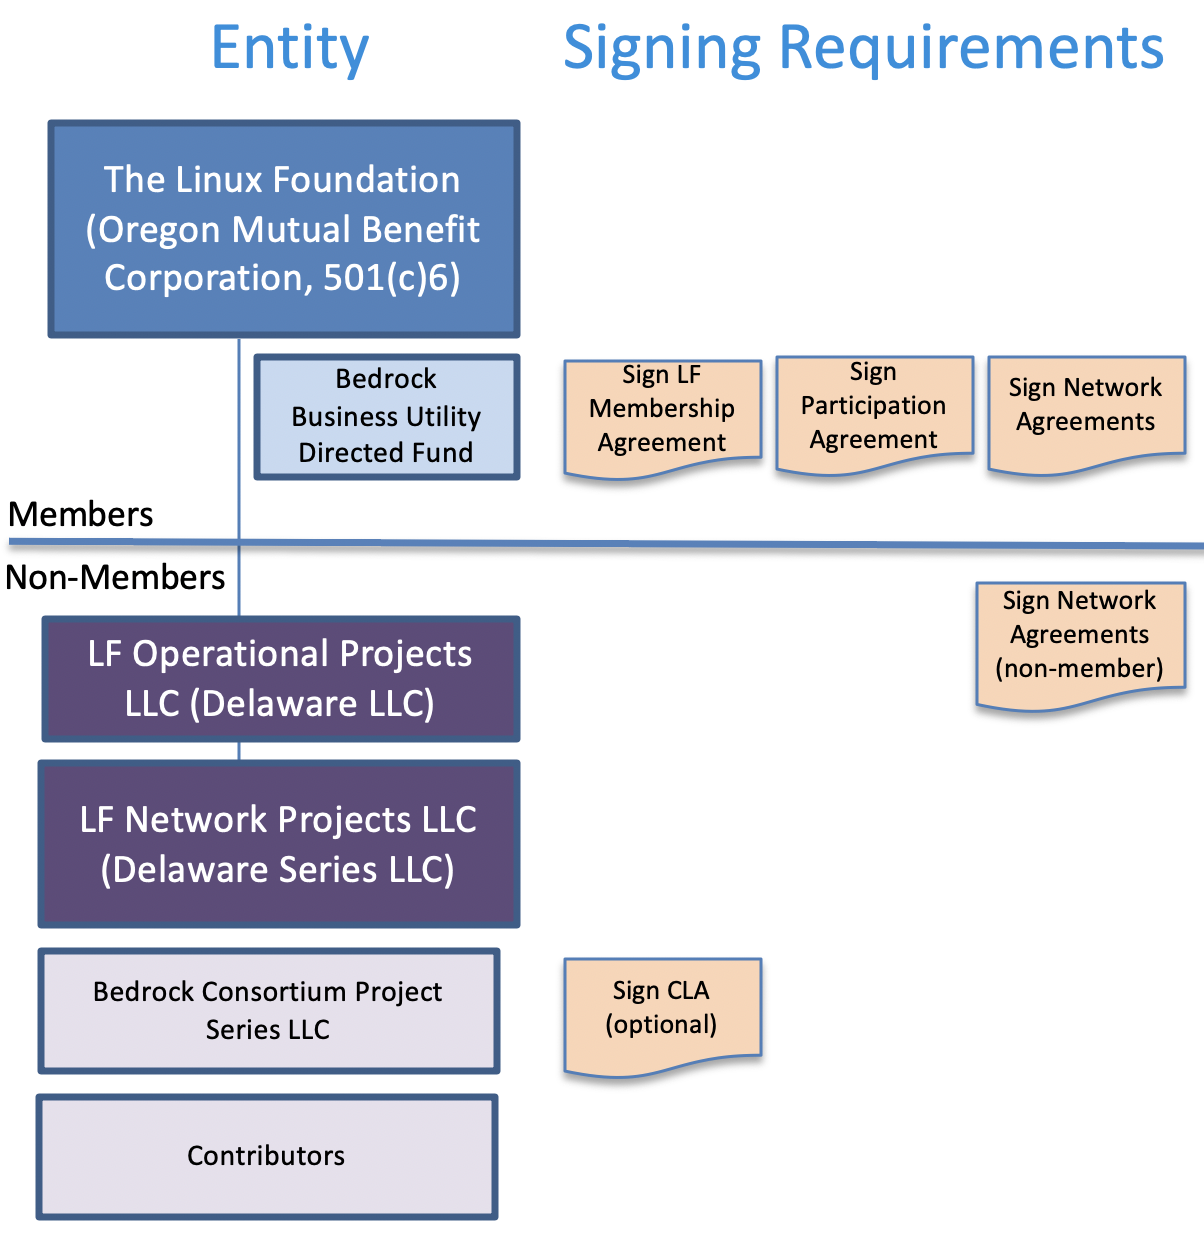 Entity
Signing Requirements
The Linux Foundation
(Oregon Mutual Benefit
Corporation, 501(c)6)
Bedrock
Business Utility
Directed Fund
Sign LF
Membership
Agreement
Sign
Participation
Agreement
Sign Network
Agreements
Members
Non-Members
Sign Network
Agreements
(non-member)
LF Operational Projects
LLC (Delaware LLC)
LF Network Projects LLC
(Delaware Series LLC)
Bedrock Consortium Project
Series LLC
Sign CLA
(optional)
Contributors